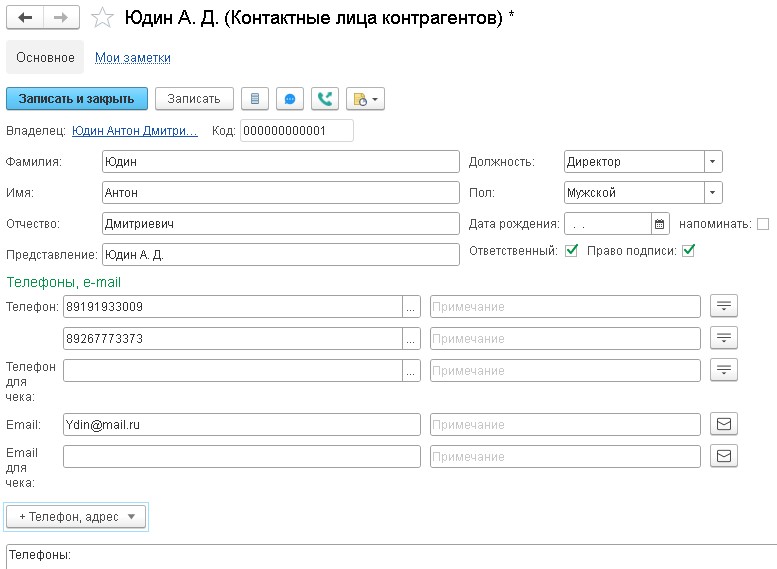 Юдин А. Д. (Контактные лица контрагентов) *
Основное Мои заметки
Записать и закрыть Записать
Владелец: Юдин Антон Дмитри... Код: 000000000001
Фамилия: Юдин Должность: Директор
Имя: Антон Пол: Мужской
Отчество: Дмитриевич Дата рождения: . . напоминать:
Представление: Юдин А. Д. Ответственный: Право подписи:
Телефоны, e-mail
Телефон: 89191933009 ... Примечание
89267773373 ... Примечание
Телефон ... Примечание
для
чека:
Email: Ydin@mail.ru Примечание
Email Примечание
для
чека:
+ Телефон, адрес
Телефоны: